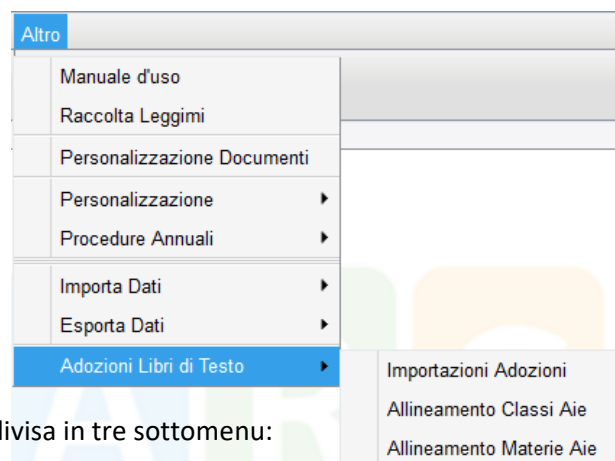 Altro
Manuale d'uso
Raccolta Leggimi
Personalizzazione Documenti
Personalizzazione
Procedure Annuali
Importa Dati
Esporta Dati
Adozioni Libri di Testo
Importazioni Adozioni
Allineamento Classi Aie
Allineamento Materie Aie
in tre sottomenu: